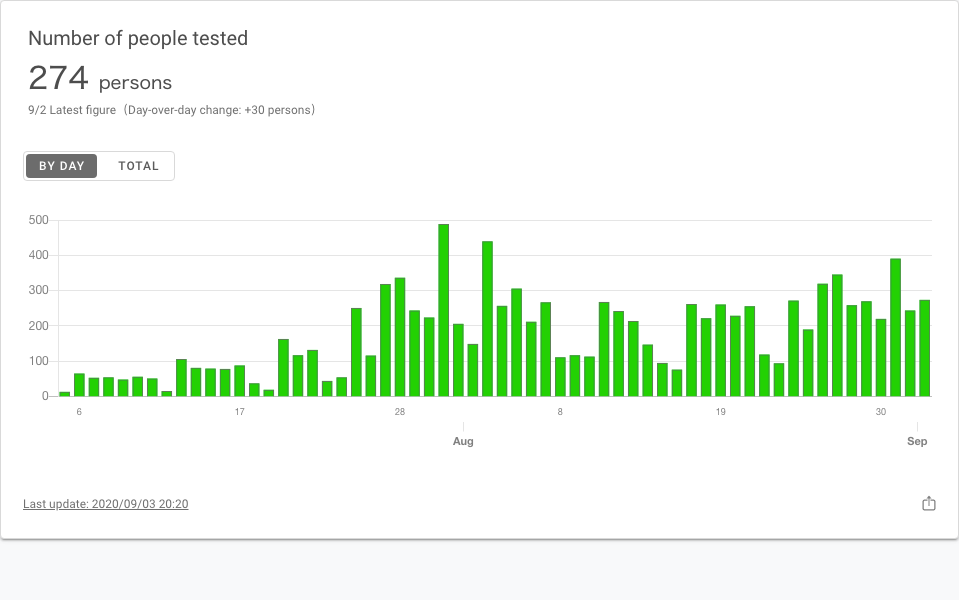 Number of people tested
274 persons
9/2 Latest figure（Day-over-day change: +30 persons）
BY DAY TOTAL
500
400
300
200
100
0
6 17 28 8 19 30
Aug Sep
Last update: 2020/09/03 20:20